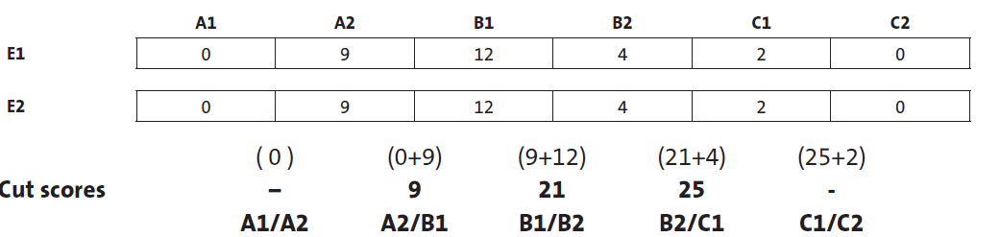 A1 A2 B1 B2 C1 C2
E1 0 9 12 4 2 0
E2 0 9 12 4 2 0
( 0 ) (0+9) (9+12) (21+4) (25+2)
Cut scores – 9 21 25 -
A1/A2 A2/B1 B1/B2 B2/C1 C1/C2